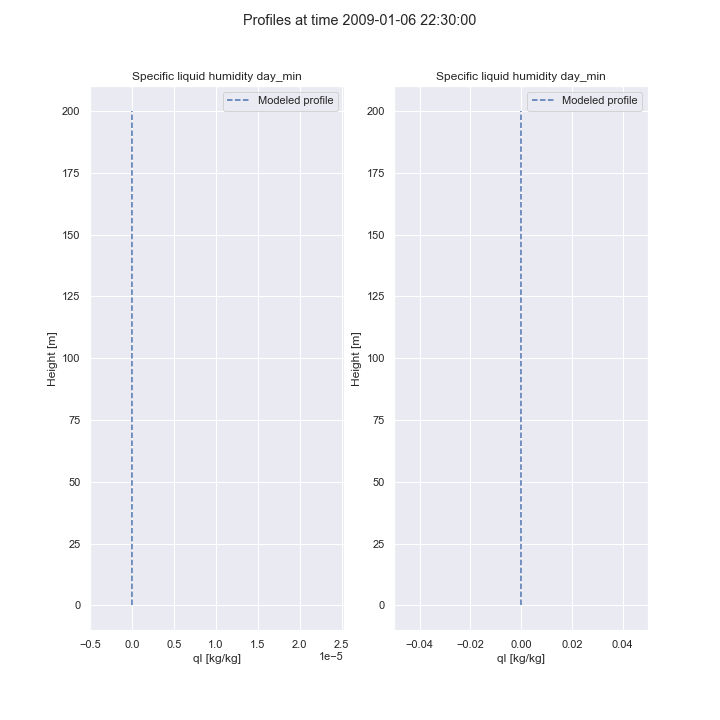 Profiles at time 2009-01-06 22:30:00
Specific liquid humidity day_min
Modeled profile
200
175
150
125
100
75
50
25
0
Height [m]
−0.5 0.0 0.5 1.0 1.5 2.0 2.5
1e−5
ql [kg/kg]
Specific liquid humidity day_min
Modeled profile
200
175
150
125
100
75
50
25
0
Height [m]
−0.04 −0.02 0.00 0.02 0.04
ql [kg/kg]